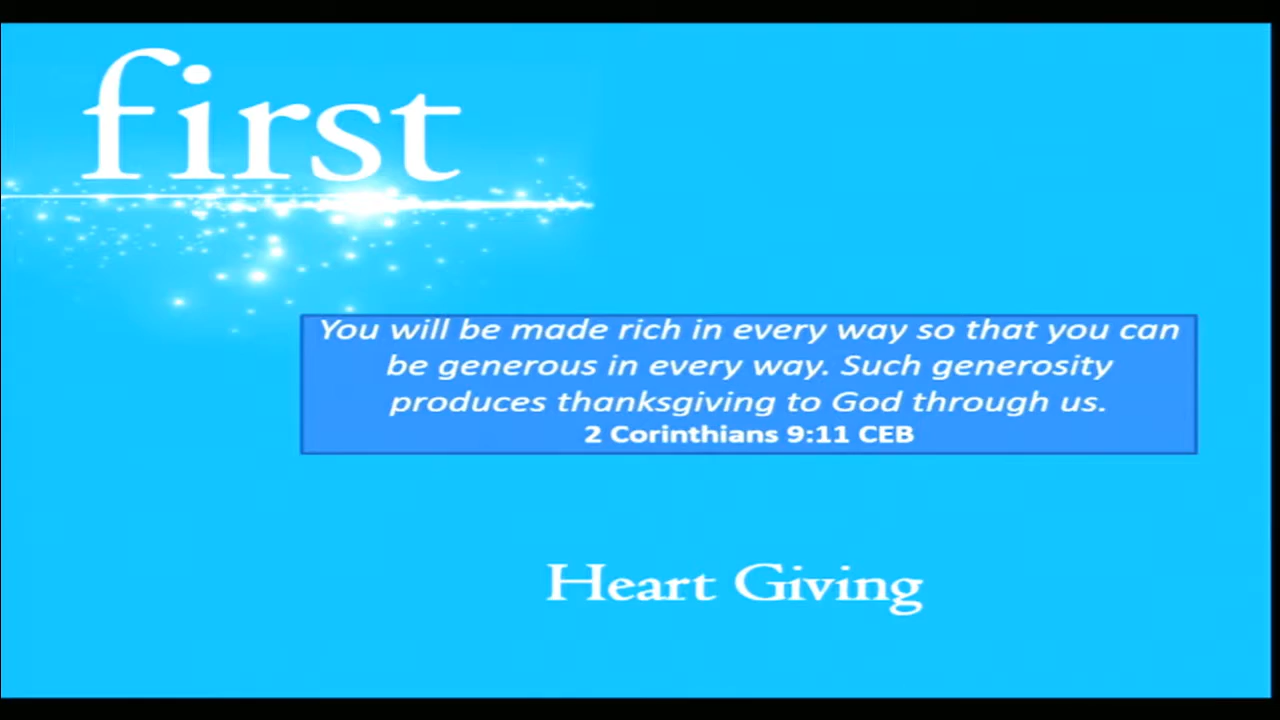 first
You will be made rich in every way so that you can
be generous in every way. Such generosity
produces thanksgiving to God through us.
2 Corinthians 9:11 CEB
Heart Giving